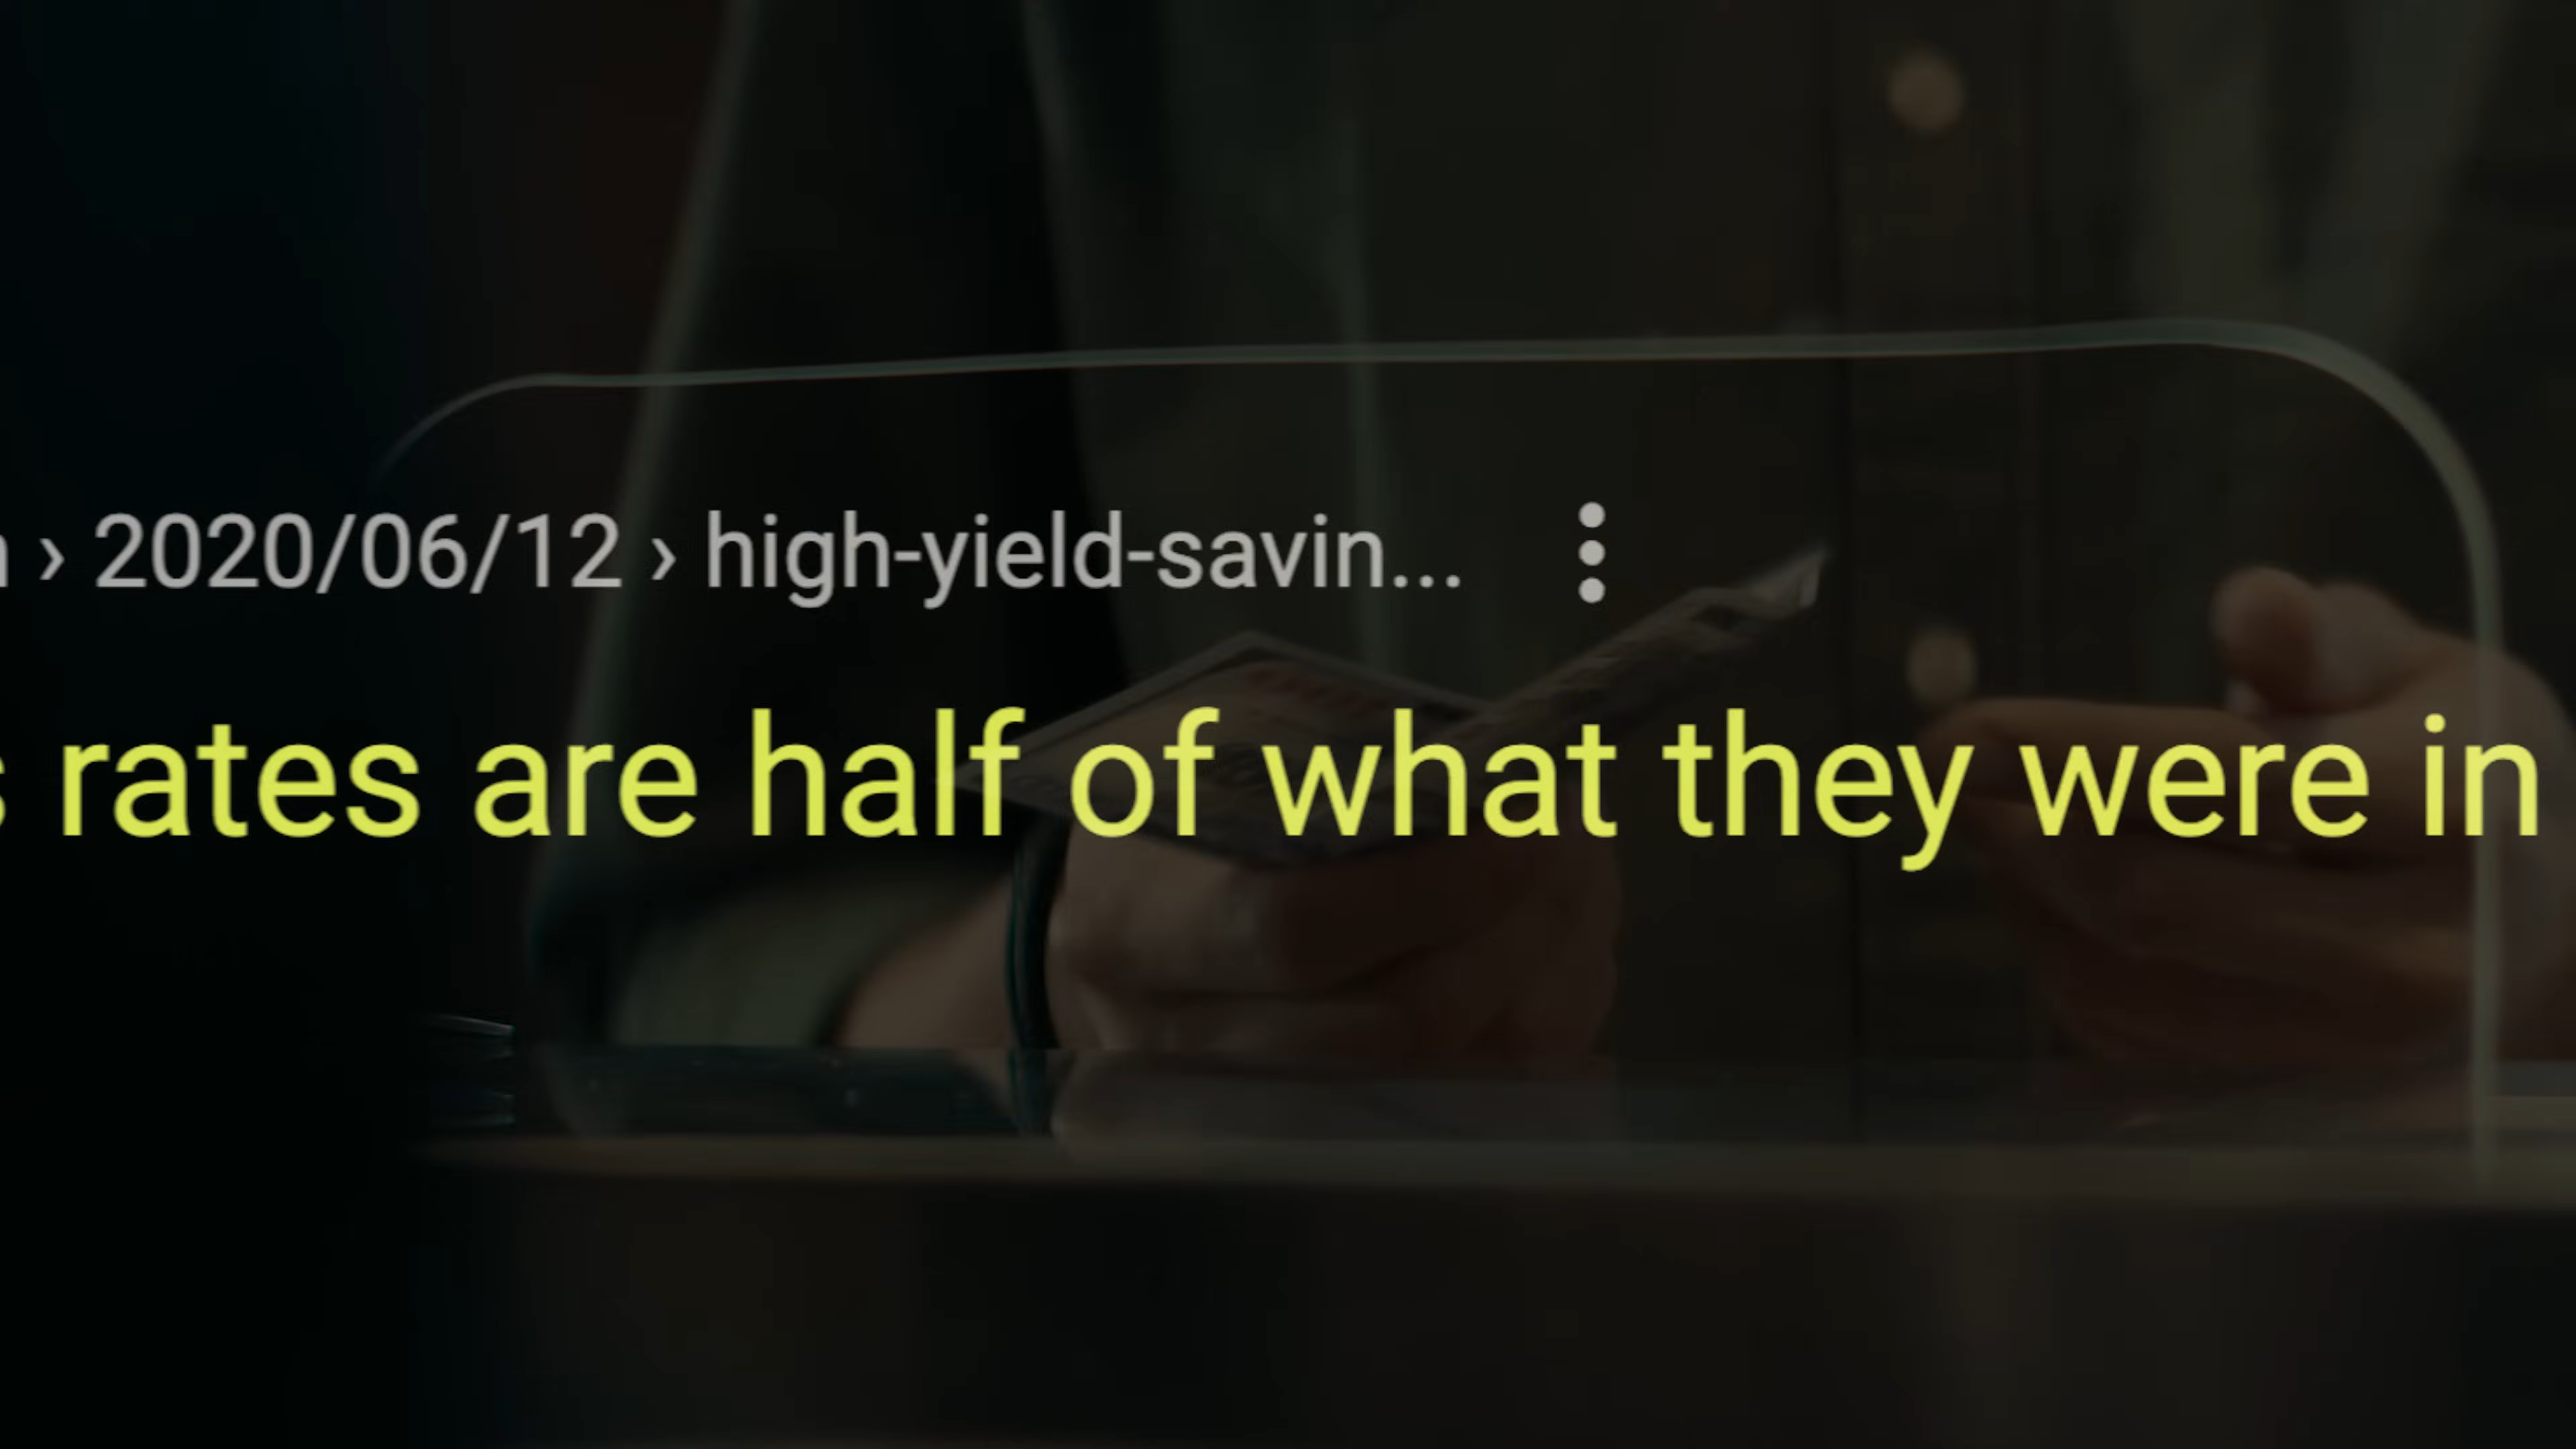 › 2020/06/12 › high-yield-savin...
rates are half of what they were in